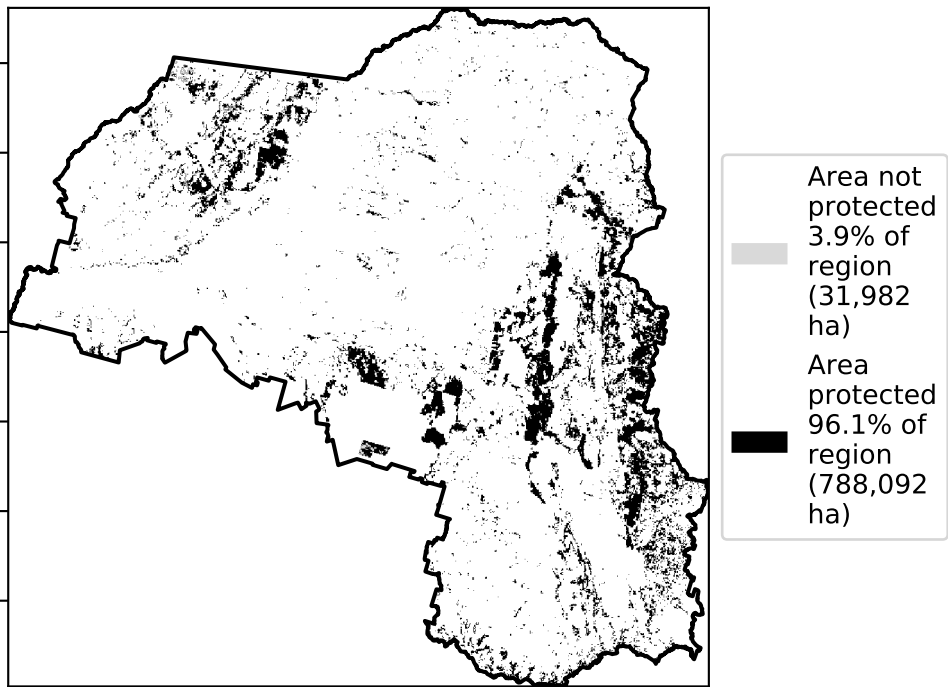 Area not
protected
3.9% of
region
(31,982
ha)
Area
protected
96.1% of
region
(788,092
ha)